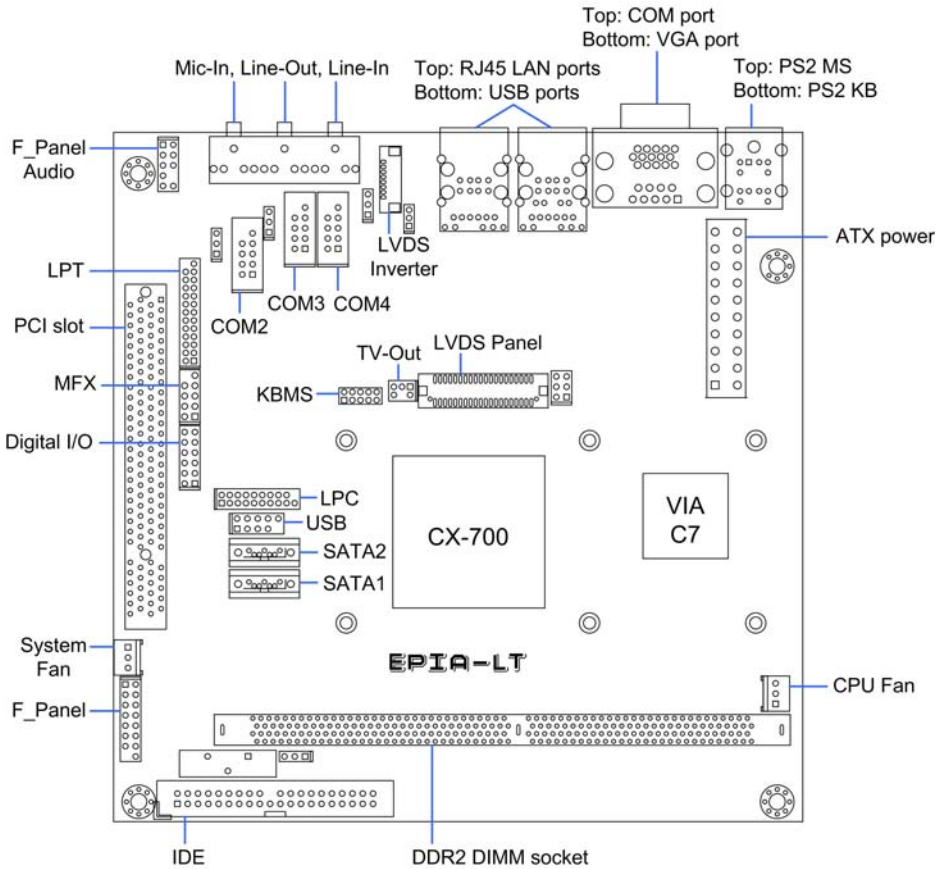 Top: COM port
Bottom: VGA port
Mic-In, Line-Out, Line-In
Top: RJ45 LAN ports
Bottom: USB ports
Top: PS2 MS
Bottom: PS2 KB
F_Panel
Audio
ATX power
LVDS
Inverter
LPT
COM3
COM4
COM2
PCI slot
TV-Out
LVDS Panel
MFX
KBMS
Digital I/O
LPC
USB
SATA2
SATA1
CX-700
VIA
C7
System
Fan
EPIA-LT
CPU Fan
F_Panel
IDE
DDR2 DIMM socket